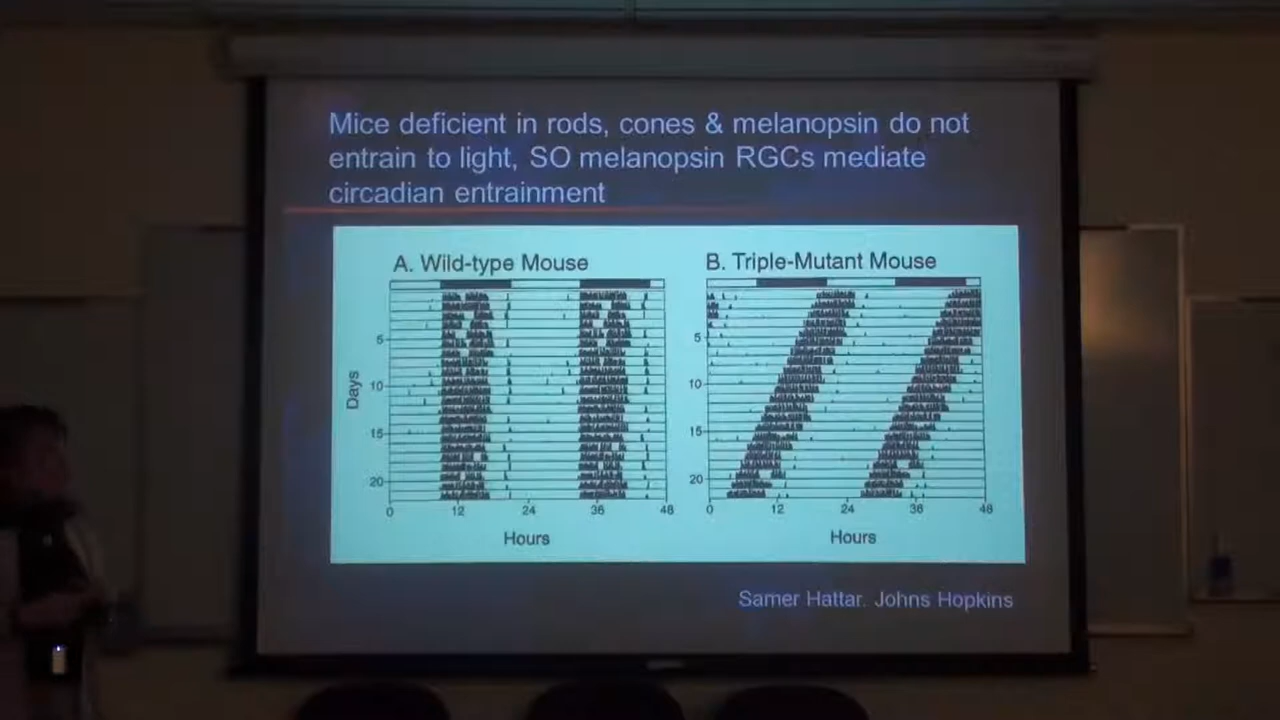 Mice deficient in rods, cones & melanopsin do not
entrain to light, SO melanopsin RGCs mediate
circadian entrainment
A. Wild-type Mouse
B. Triple-Mutant Mouse
Days
5
10
15
20
0 12 24 36 48
Hours
5
10
15
20
0 12 24 36 48
Hours
Samer Hattar. Johns Hopkins